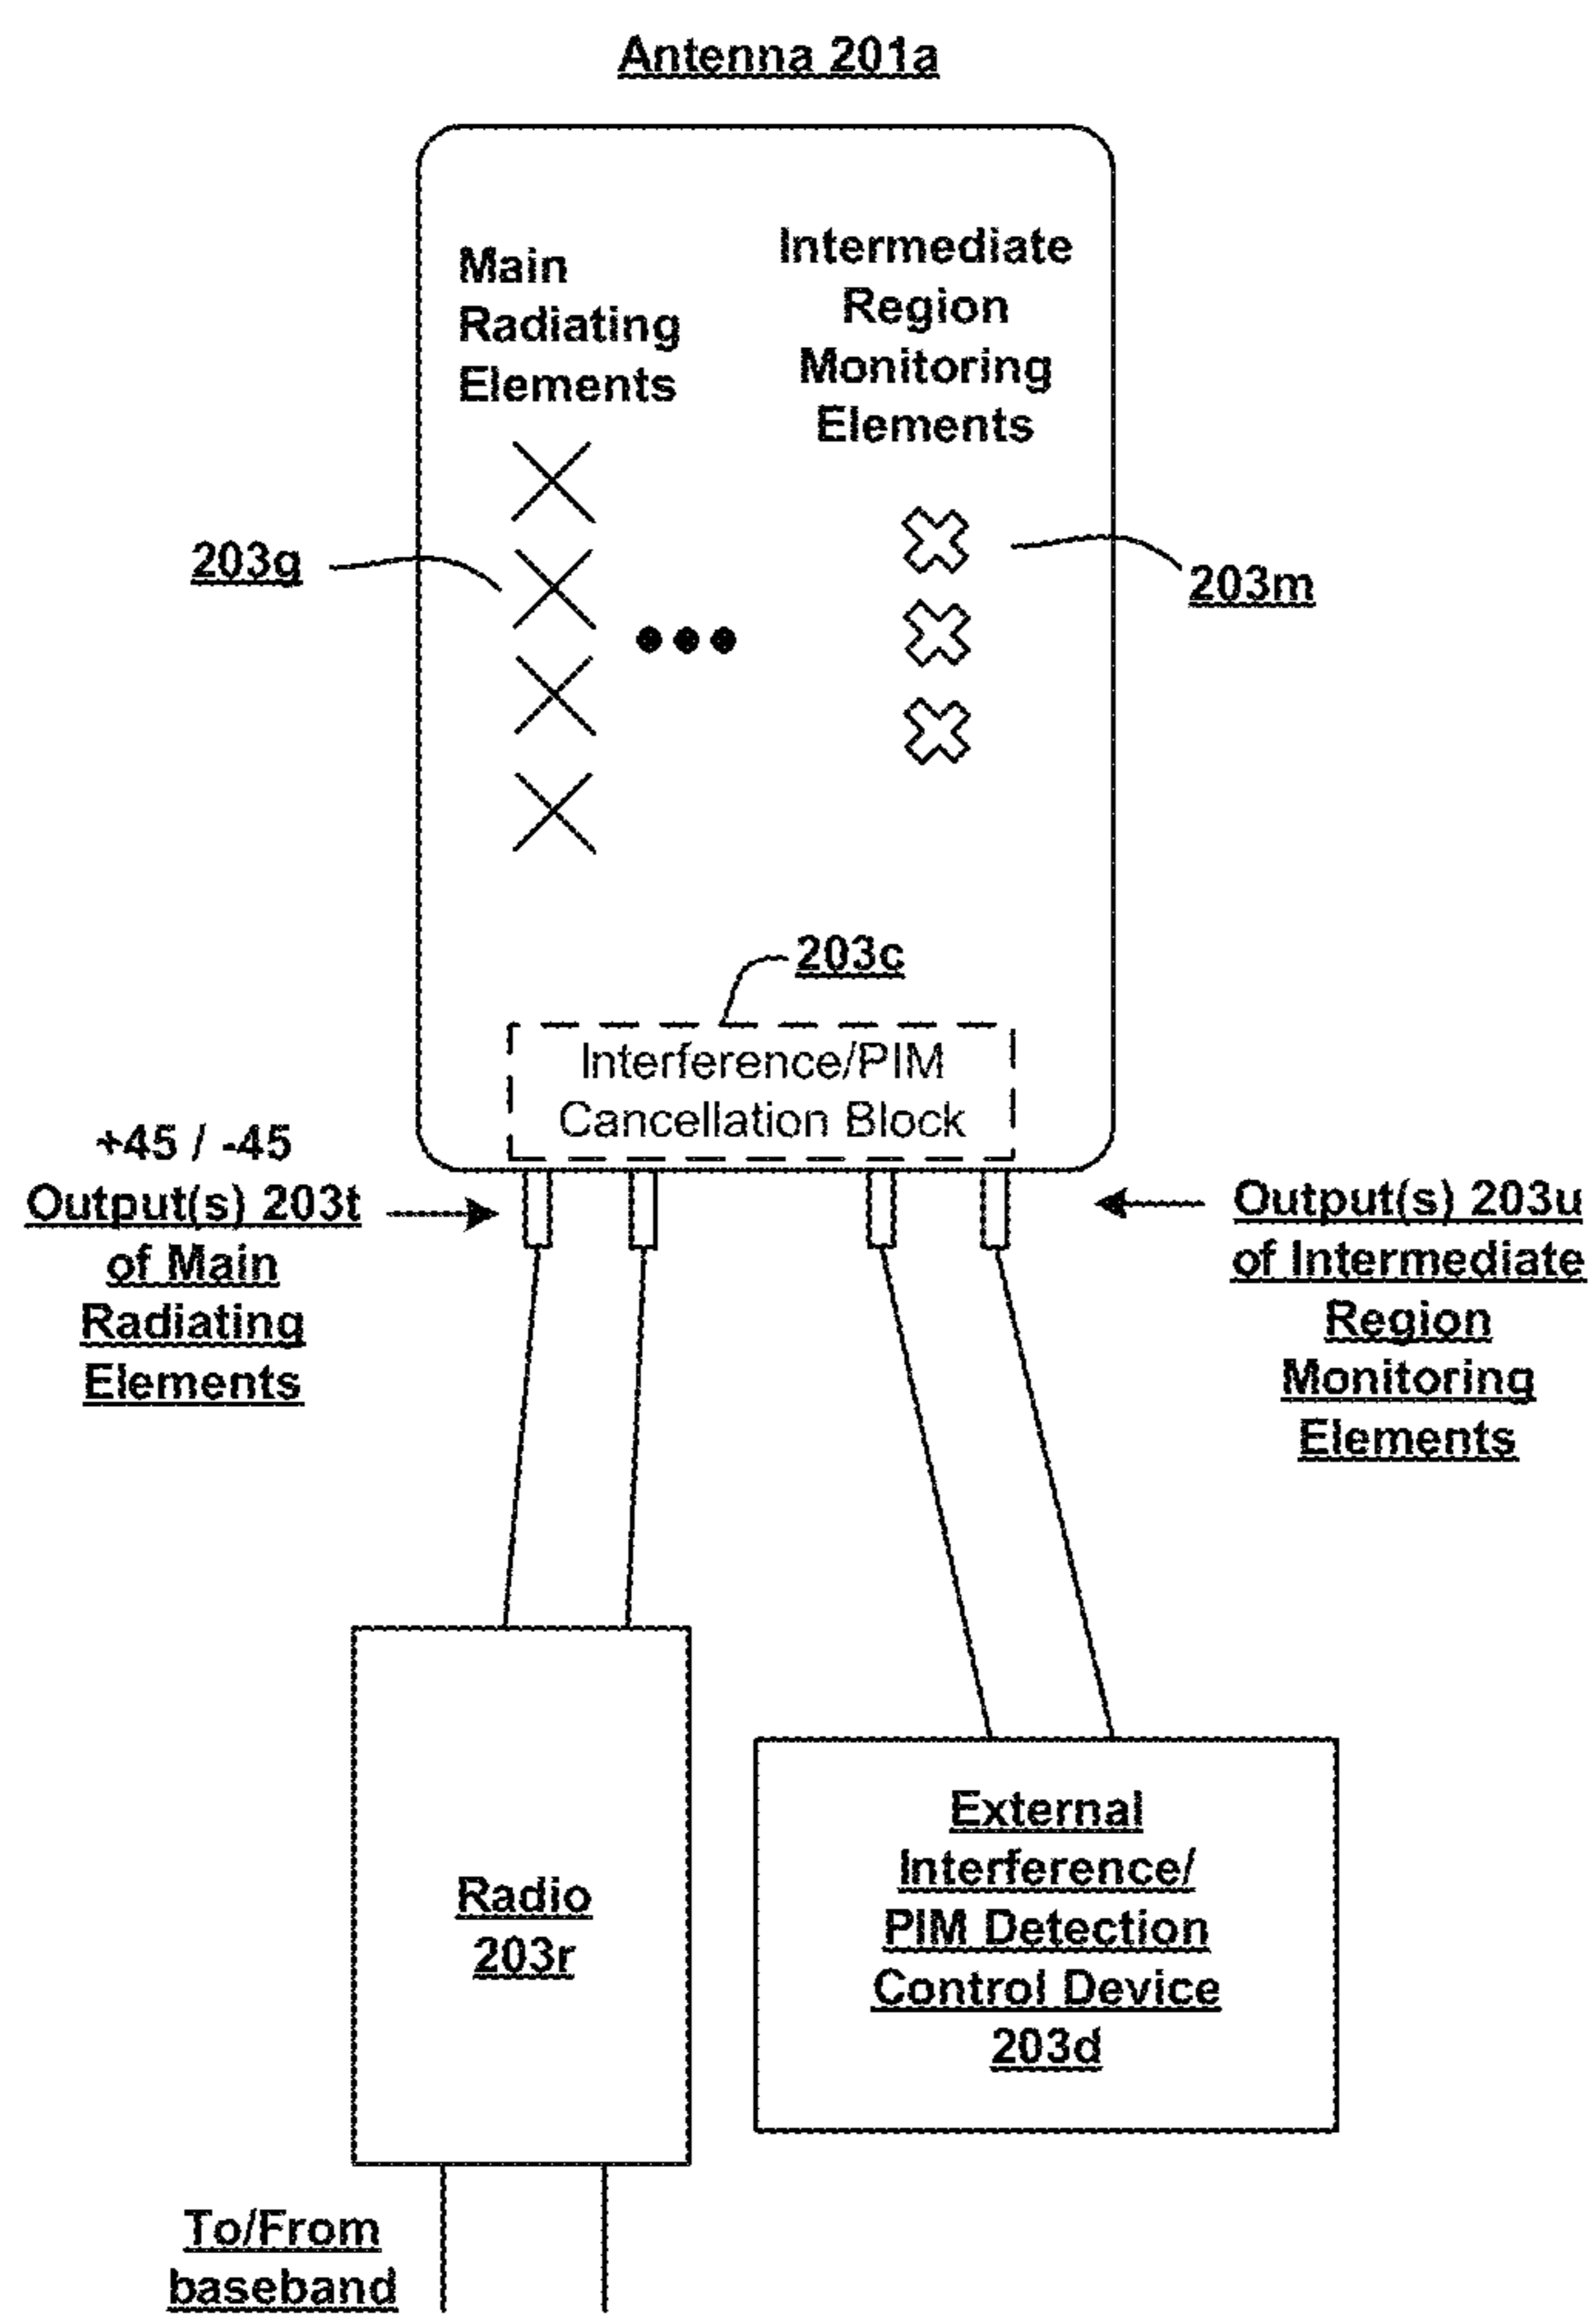 Antenna 201a
Main
Radiating
Elements
Intermediate
Region
Monitoring
Elements
203g
203m
203c
Interference/PIM
Cancellation Block
+45 / -45
Output(s) 203t
of Main
Radiating
Elements
Output(s) 203u
of Intermediate
Region
Monitoring
Elements
Radio
203r
External
Interference/
PIM Detection
Control Device
203d
To/From
baseband